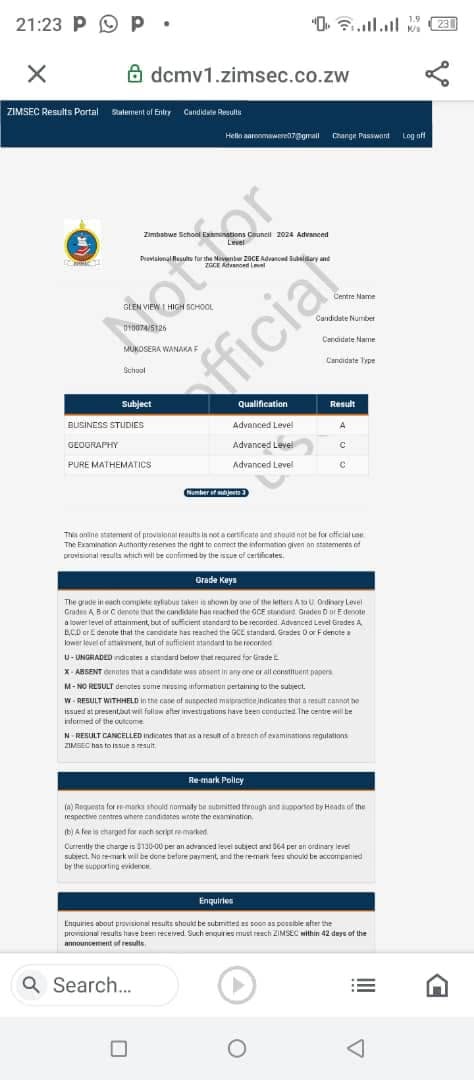 21:23 P P •
1.9 K/s 23
dcmv1.zimsec.co.zw
ZIMSEC Results Portal Statement of Entry Candidate Results
Hello aaronmawere07@gmail Change Password Log off
Not for official use
ZIMSEC
Zimbabwe School Examinations Council 2024 Advanced
Level
Provisional Results for the November ZGCE Advanced Subsidiary and
ZGCE Advanced Level
Centre Name
GLEN VIEW 1 HIGH SCHOOL
Candidate Number
010074/5126
Candidate Name
MUKOSERA WANAKA F
Candidate Type
School
Subject Qualification Result
BUSINESS STUDIES Advanced Level A
GEOGRAPHY Advanced Level C
PURE MATHEMATICS Advanced Level C
Number of subjects 3
This online statement of provisional results is not a certificate and should not be for official use.
The Examination Authority reserves the right to correct the information given on statements of
provisional results which will be confirmed by the issue of certificates.
Grade Keys
The grade in each complete syllabus taken is shown by one of the letters A to U. Ordinary Level
Grades A, B or C denote that the candidate has reached the GCE standard. Grades D or E denote
a lower level of attainment, but of sufficient standard to be recorded. Advanced Level Grades A,
B,C,D or E denote that the candidate has reached the GCE standard. Grades O or F denote a
lower level of attainment, but of sufficient standard to be recorded.
U - UNGRADED indicates a standard below that required for Grade E.
X - ABSENT denotes that a candidate was absent in any one or all constituent papers.
M - NO RESULT denotes some missing information pertaining to the subject.
W - RESULT WITHHELD in the case of suspected malpractice,indicates that a result cannot be
issued at present,but will follow after investigations have been conducted. The centre will be
informed of the outcome.
N - RESULT CANCELLED indicates that as a result of a breach of examinations regulations
ZIMSEC has to issue a result.
Re-mark Policy
(a) Requests for re-marks should normally be submitted through and supported by Heads of the
respective centres where candidates wrote the examination.
(b) A fee is charged for each script re-marked.
Currently the charge is $130-00 per an advanced level subject and $64 per an ordinary level
subject. No re-mark will be done before payment, and the re-mark fees should be accompanied
by the supporting evidence.
Enquiries
Enquiries about provisional results should be submitted as soon as possible after the
provisional results have been received. Such enquiries must reach ZIMSEC within 42 days of the
announcement of results.
Search...